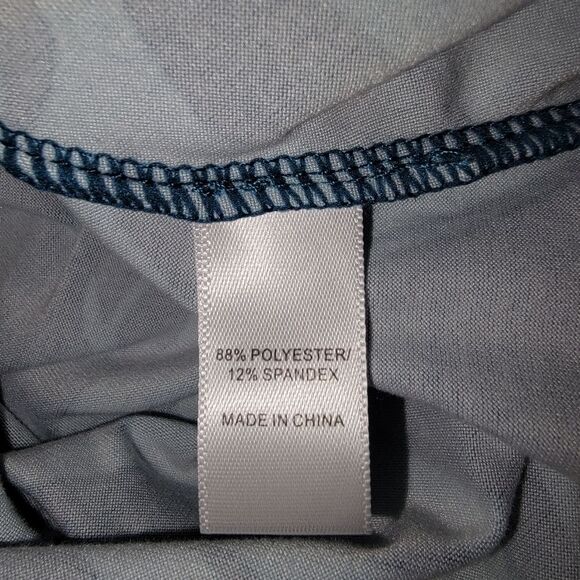 88% POLYESTER/
12% SPANDEX
MADE IN CHINA